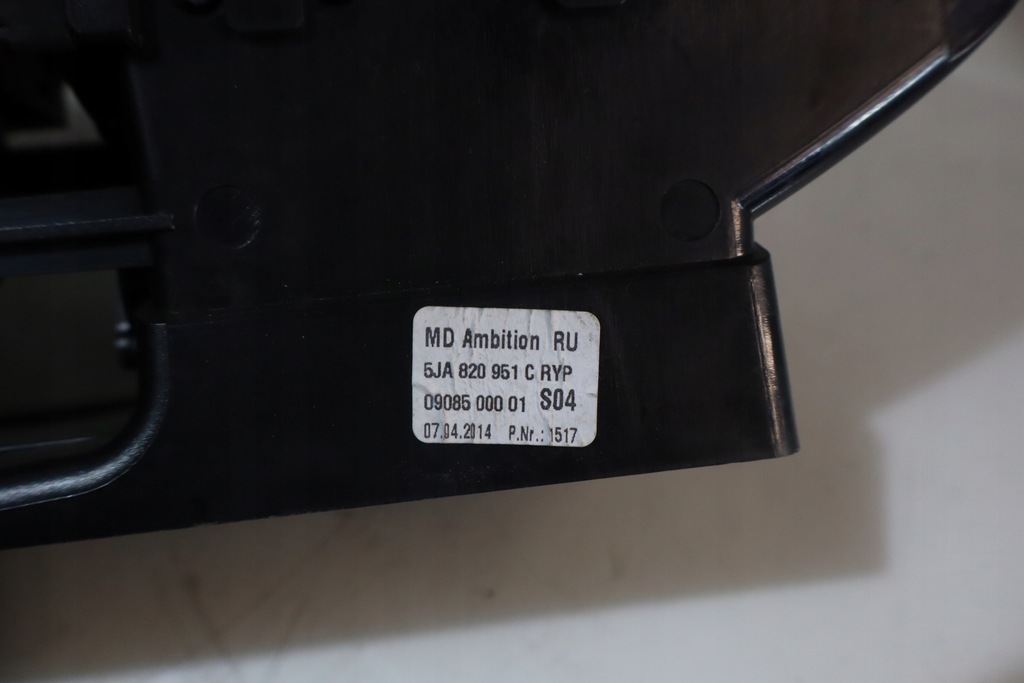 MD Ambition RU
5JA 820 951 C RYP
09085 000 01 S04
07.04.2014 P.Nr.: 1517